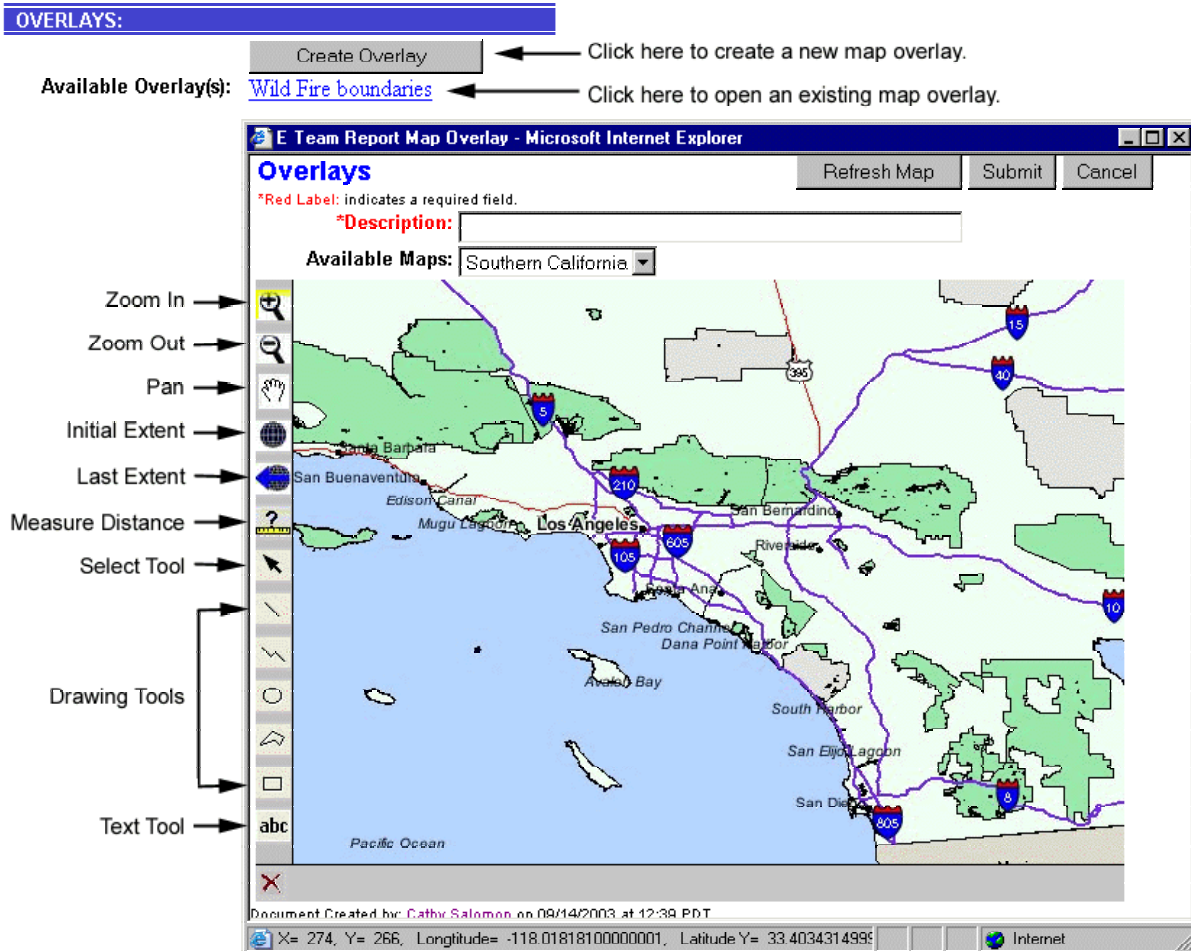 OVERLAYS:
Create Overlay
Click here to create a new map overlay.
Available Overlay(s):
Wild Fire boundaries
Click here to open an existing map overlay.
E Team Report Map Overlay - Microsoft Internet Explorer
Overlays
Refresh Map
Submit
Cancel
*Red Label: indicates a required field.
*Description:
Available Maps:
Southern California
Zoom In
Zoom Out
Pan
Initial Extent
Last Extent
Measure Distance
Select Tool
Drawing Tools
Text Tool
?
abc
15
395
40
5
Santa Barbara
San Buenaventura
210
Edison Canal
Mugu Lagoon
Los Angeles
San Bernardino
605
Riverside
105
Santa Ana
10
San Pedro Channel
Dana Point Harbor
Avalon Bay
South Harbor
San Elijo Lagoon
San Die
8
805
Pacific Ocean
Document Created by: Cathy Salomon on 09/14/2003 at 12:39 PDT
X= 274, Y= 266, Longtitude= -118.01818100000001, Latitude Y= 33.4034314999
Internet